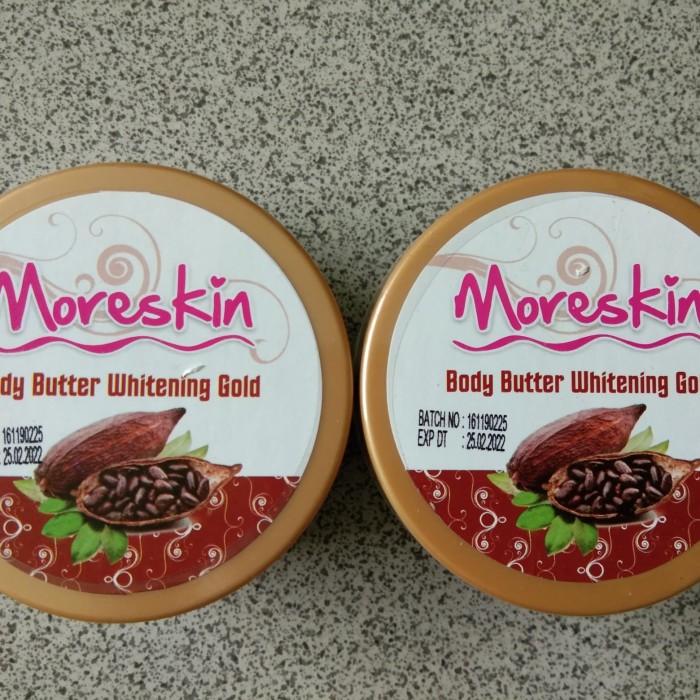 Moreskin
dy Butter Whitening Gold
: 161190225
: 25.02.2022
Moreskin
Body Butter Whitening Go
BATCH NO : 161190225
EXP DT : 25.02.2022